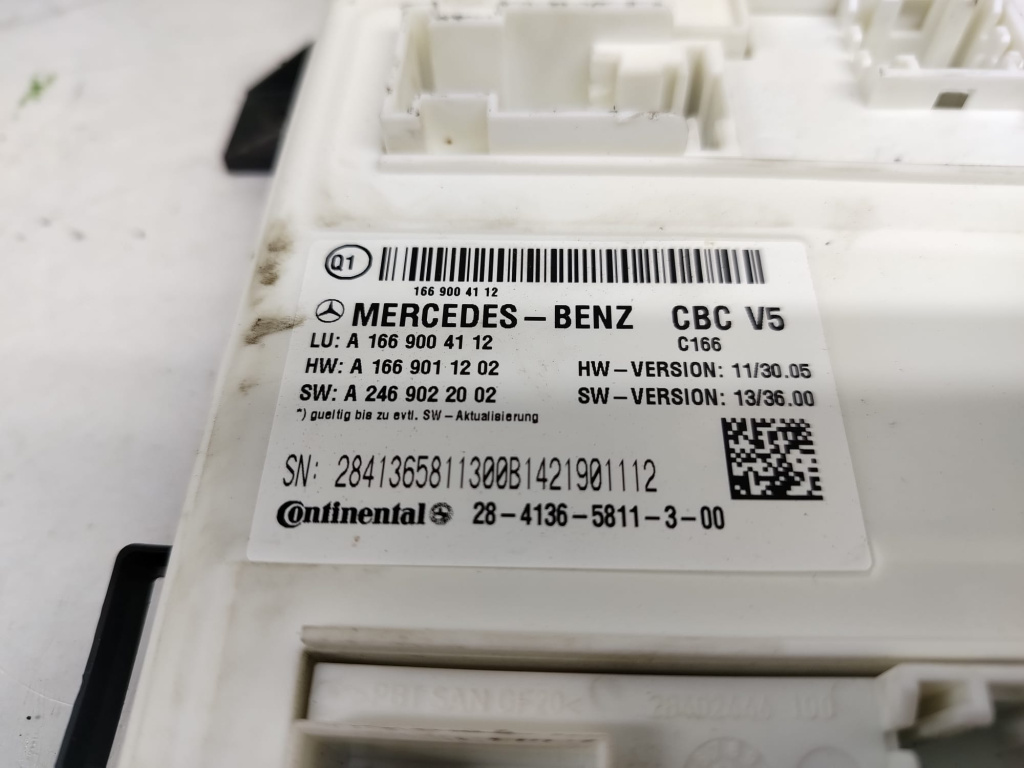 Q1
166 900 41 12
MERCEDES-BENZ CBC V5
C166
LU: A 166 900 41 12
HW: A 166 901 12 02 HW-VERSION: 11/30.05
SW: A 246 902 20 02 SW-VERSION: 13/36.00
*) gueltig bis zu evtl. SW-Aktualisierung
SN: 2841365811300B1421901112
Continental 28-4136-5811-3-00